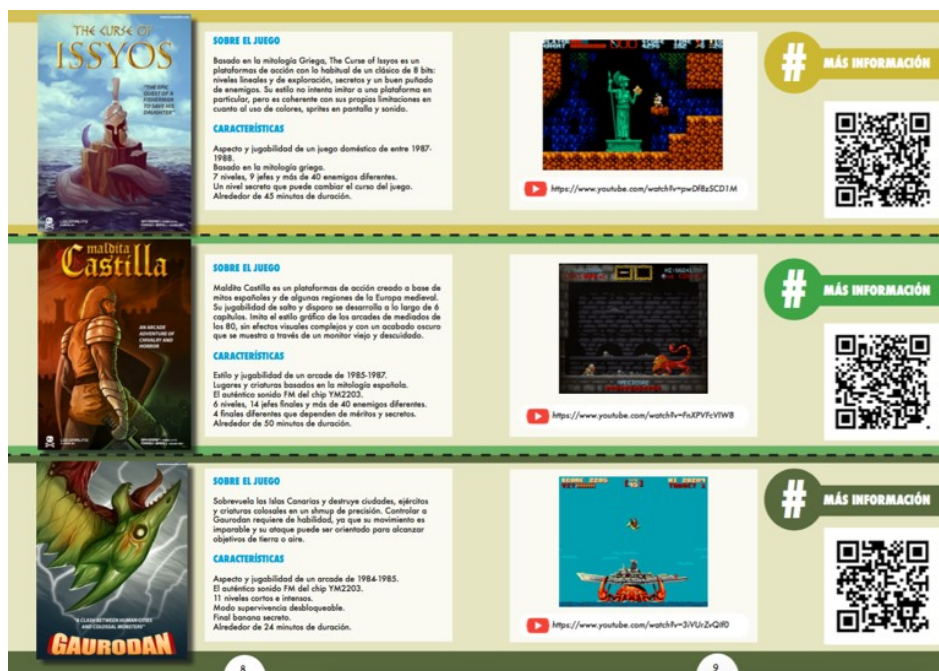 THE CURSE OF
ISSYOS
"THE EPIC
QUEST OF A
FISHERMAN
TO SAVE HIS
DAUGHTER"
SOBRE EL JUEGO
Basado en la mitología Griega, The Curse of Issyos es un
plataformas de acción con lo habitual de un clásico de 8 bits:
niveles lineales y de exploración, secretos y un buen puñado
de enemigos. Su estilo no intenta imitar a una plataforma en
particular, pero es coherente con sus propias limitaciones en
cuanto al uso de colores, sprites en pantalla y sonido.
CARACTERÍSTICAS
Aspecto y jugabilidad de un juego doméstico de entre 1987-
1988.
Basado en la mitología griega.
7 niveles, 9 jefes y más de 40 enemigos diferentes.
Un nivel secreto que puede cambiar el curso del juego.
Alrededor de 45 minutos de duración.
https://www.youtube.com/watch?v=pwDf8zSCD1M
# MÁS INFORMACIÓN
maldita
Castilla
AN ARCADE
ADVENTURE OF
CHIVALRY AND
HORROR
SOBRE EL JUEGO
Maldita Castilla es un plataformas de acción creado a base de
mitos españoles y de algunas regiones de la Europa medieval.
Su jugabilidad de salto y disparo se desarrolla a lo largo de 6
capítulos. Imita el estilo gráfico de los arcades de mediados de
los 80, sin efectos visuales complejos y con un acabado oscuro
que se muestra a través de un monitor viejo y descuidado.
CARACTERÍSTICAS
Estilo y jugabilidad de un arcade de 1985-1987.
Lugares y criaturas basados en la mitología española.
El auténtico sonido FM del chip YM2203.
6 niveles, 14 jefes finales y más de 40 enemigos diferentes.
4 finales diferentes que dependen de méritos y secretos.
Alrededor de 50 minutos de duración.
https://www.youtube.com/watch?v=FnXPVFcVIW8
# MÁS INFORMACIÓN
"A CLASH BETWEEN HUMAN CITIES
AND COLOSSAL MONSTERS"
GAURODAN
SOBRE EL JUEGO
Sobrevuela las Islas Canarias y destruye ciudades, ejércitos
y criaturas colosales en un shmup de precisión. Controlar a
Gaurodan requiere de habilidad, ya que su movimiento es
imparable y su ataque puede ser orientado para alcanzar
objetivos de tierra o aire.
CARACTERÍSTICAS
Aspecto y jugabilidad de un arcade de 1984-1985.
El auténtico sonido FM del chip YM2203.
11 niveles cortos e intensos.
Modo supervivencia desbloqueable.
Final banana secreto.
Alrededor de 24 minutos de duración.
https://www.youtube.com/watch?v=3iVUrZvQIf0
# MÁS INFORMACIÓN
8
9